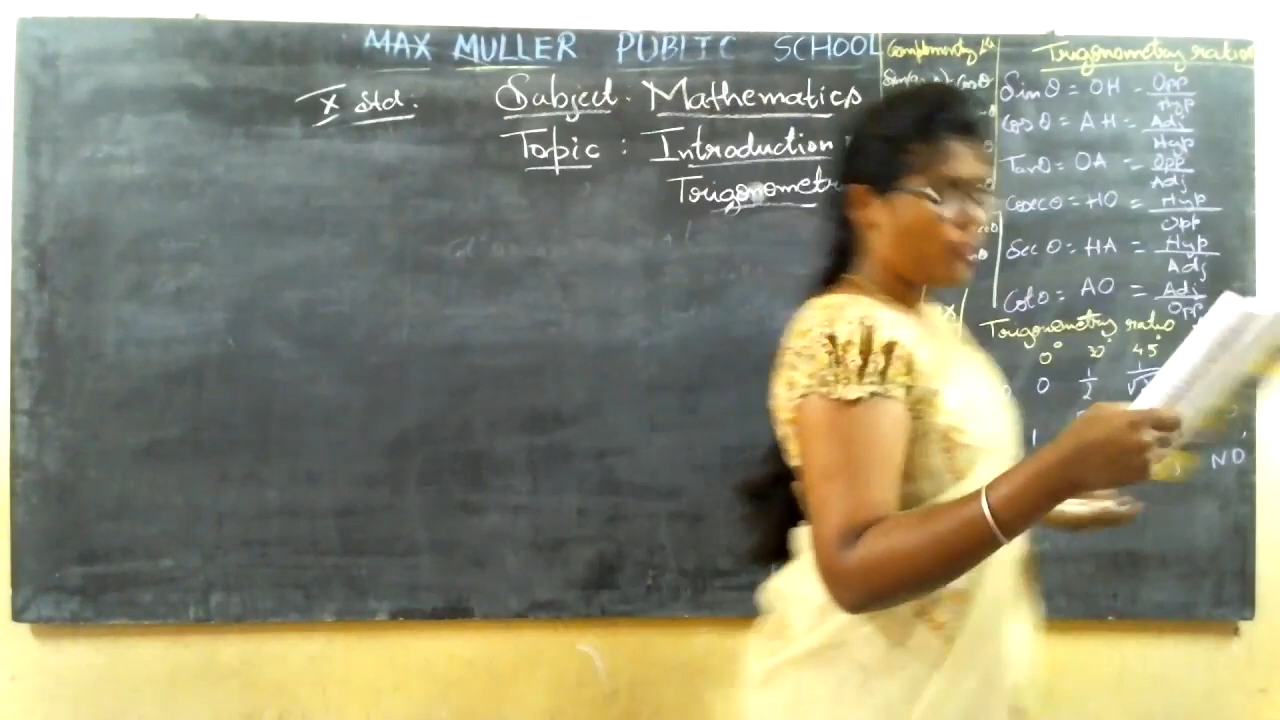 MAX MULLER PUBLIC SCHOOL
X Std:
Subject: Mathematics
Topic: Introduction
Trigonomet
Trigonometry ratio
Sin θ = OH = Opp/Hyp
Cos θ = AH = Adj/Hyp
Tan θ = OA = Opp/Adj
Cosec θ = HO = Hyp/Opp
Sec θ = HA = Hyp/Adj
Cot θ = AO = Adj/Opp
Trigonometry ratio
0° 30° 45°
0 1/2
1
ND